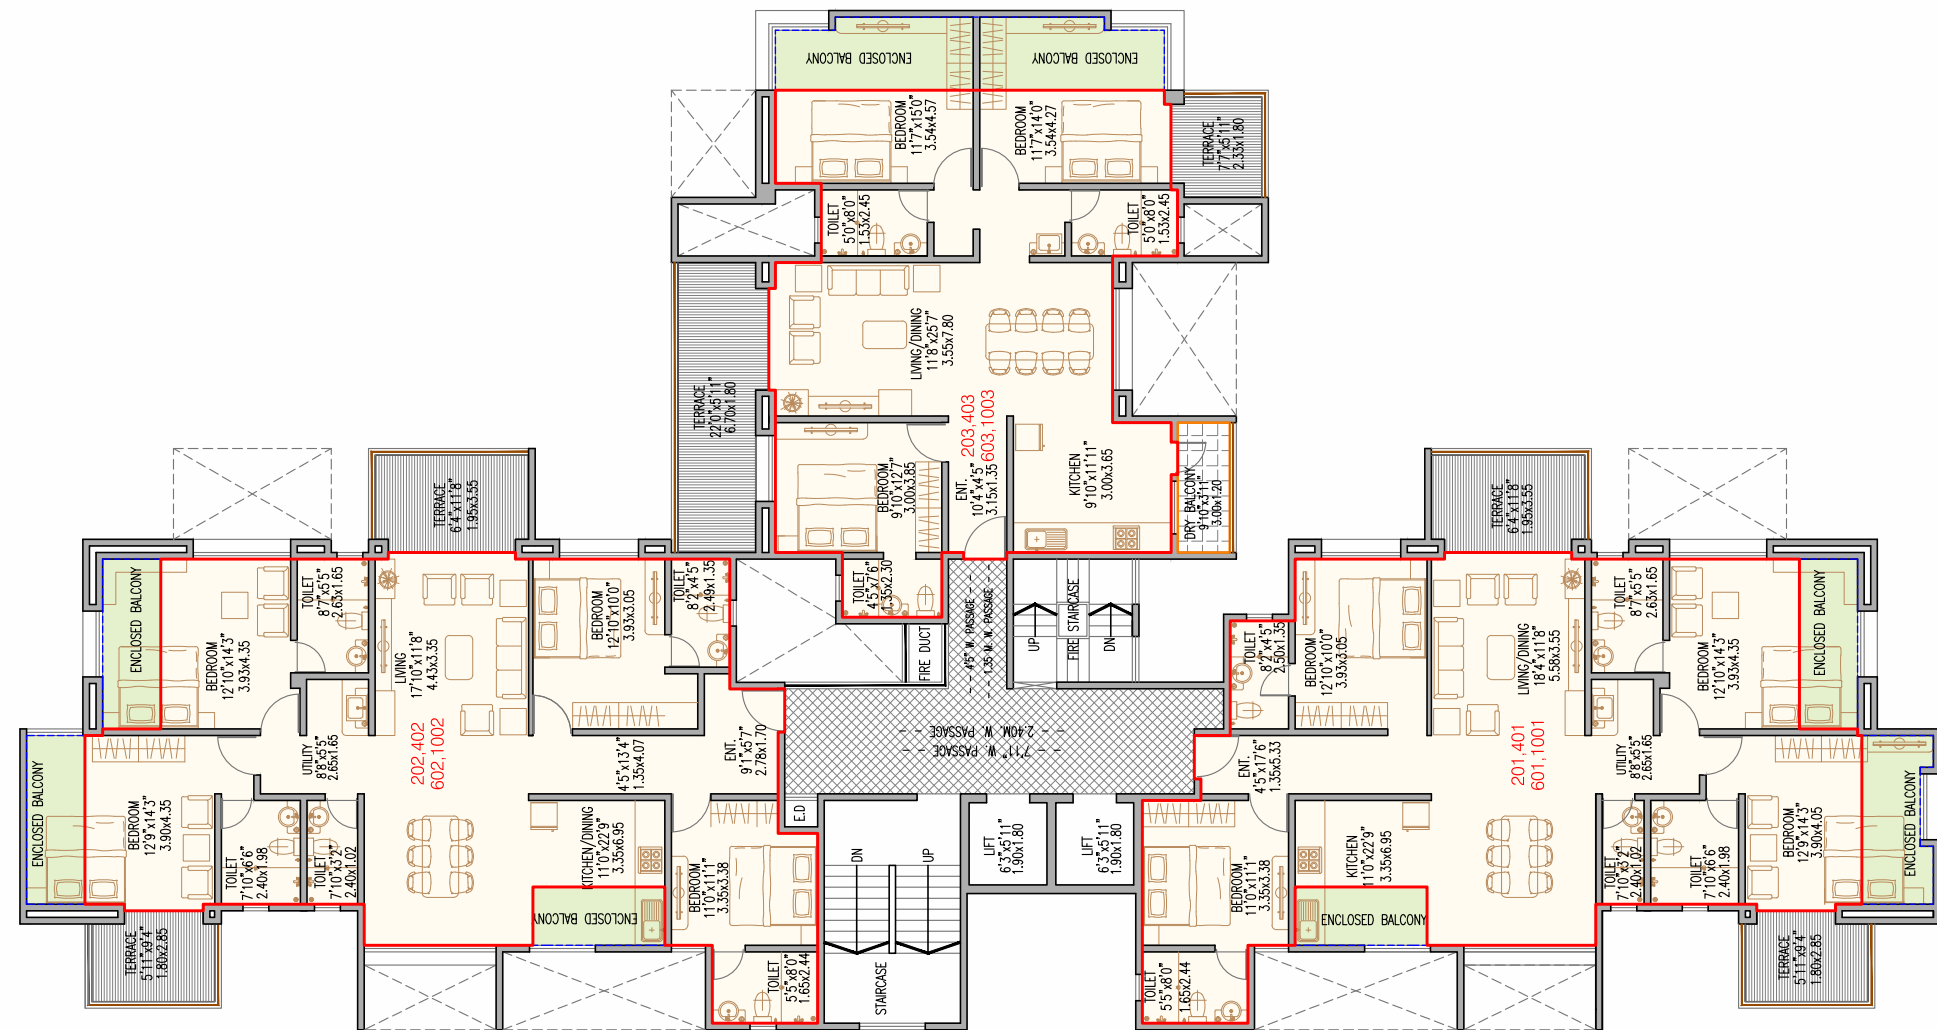 ENCLOSED BALCONY
ENCLOSED BALCONY
BEDROOM
11'7"x15'0"
3.54x4.57
BEDROOM
11'7"x14'0"
3.54x4.27
TERRACE
7'7"x5'11"
2.33x1.80
TOILET
5'0"x8'0"
1.53x2.45
TOILET
5'0"x8'0"
1.53x2.45
LIVING/DINING
11'8"x25'7"
3.55x7.80
TERRACE
22'0"x5'11"
6.70x1.80
203,403
603,1003
BEDROOM
9'10"x12'7"
3.00x3.85
ENT.
10'4"x4'5"
3.15x1.35
KITCHEN
9'10"x11'11"
3.00x3.65
DRY BALCONY
9'10"x3'11"
3.00x1.20
TOILET
4'5"x7'6"
1.35x2.30
4'5" W. PASSAGE
1.35 M. W. PASSAGE
FIRE DUCT
UP
FIRE STAIRCASE
DN
7'11" W. PASSAGE
2.40M. W. PASSAGE
TERRACE
6'4"x11'8"
1.95x3.55
ENCLOSED BALCONY
BEDROOM
12'10"x14'3"
3.93x4.35
TOILET
8'7"x5'5"
2.63x1.65
LIVING
17'10"x11'8"
4.43x3.35
BEDROOM
12'10"x10'0"
3.93x3.05
TOILET
8'2"x4'5"
2.49x1.35
202,402
602,1002
UTILITY
8'8"x5'5"
2.65x1.65
4'5"x13'4"
1.35x4.07
ENT.
9'1"x5'7"
2.78x1.70
ENCLOSED BALCONY
BEDROOM
12'9"x14'3"
3.90x4.35
TOILET
7'10"x6'6"
2.40x1.98
TOILET
7'10"x3'2"
2.40x1.02
KITCHEN/DINING
11'0"x22'9"
3.35x6.95
ENCLOSED BALCONY
BEDROOM
11'0"x11'1"
3.35x3.38
TERRACE
5'11"x9'4"
1.80x2.85
TOILET
5'5"x8'0"
1.65x2.44
E.D
DN
UP
STAIRCASE
LIFT
6'3"x5'11"
1.90x1.80
LIFT
6'3"x5'11"
1.90x1.80
TERRACE
6'4"x11'8"
1.95x3.55
TOILET
8'2"x4'5"
2.50x1.35
BEDROOM
12'10"x10'0"
3.93x3.05
LIVING/DINING
18'4"x11'8"
5.58x3.55
TOILET
8'7"x5'5"
2.63x1.65
BEDROOM
12'10"x14'3"
3.93x4.35
ENCLOSED BALCONY
201,401
601,1001
ENT.
4'5"x17'6"
1.35x5.33
UTILITY
8'8"x5'5"
2.65x1.65
BEDROOM
11'0"x11'1"
3.35x3.38
KITCHEN
11'0"x22'9"
3.35x6.95
ENCLOSED BALCONY
TOILET
7'10"x3'2"
2.40x1.02
TOILET
7'10"x6'6"
2.40x1.98
BEDROOM
12'9"x14'3"
3.90x4.05
ENCLOSED BALCONY
TOILET
5'5"x8'0"
1.65x2.44
TERRACE
5'11"x9'4"
1.80x2.85